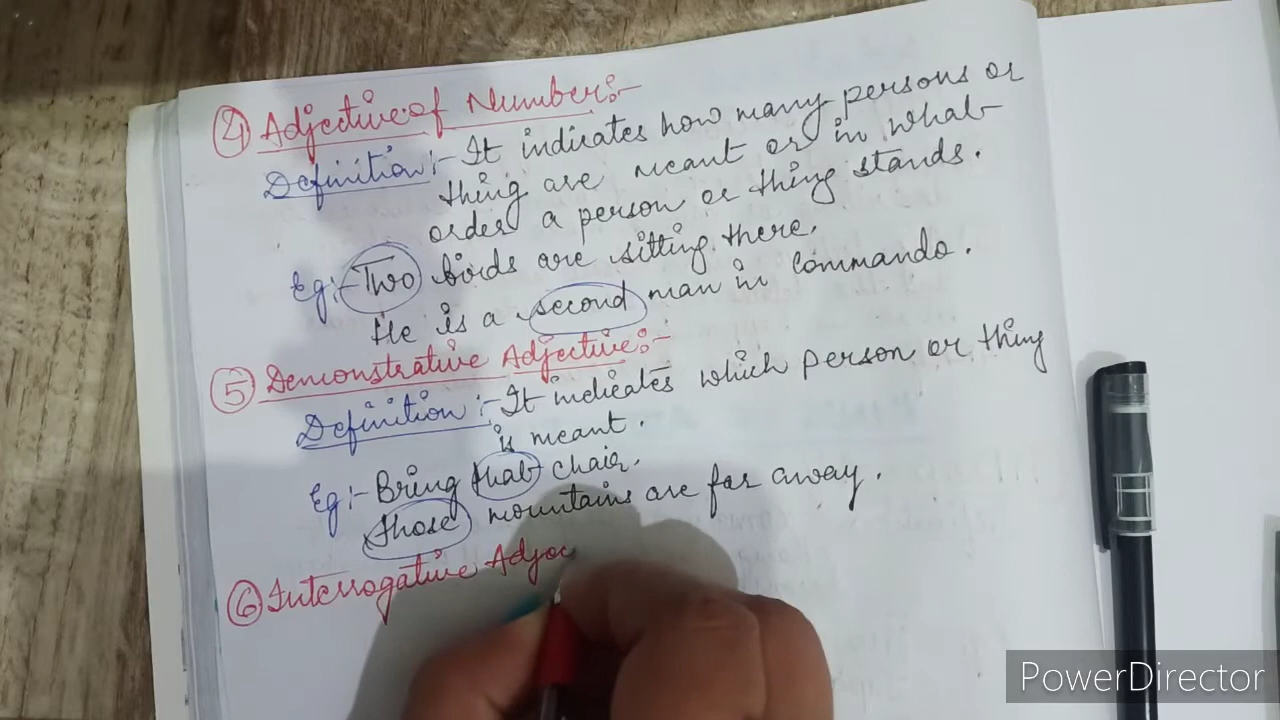 ④ Adjective of Number:-
Definition:- It indicates how many persons or
thing are meant or in what
order a person or thing stands.
Eg:- Two birds are sitting there.
He is a second man in commando.
⑤ Demonstrative Adjective:-
Definition:- It indicates which person or thing
is meant.
Eg:- Bring that chair.
those mountains are far away.
⑥ Interrogative Adjec
PowerDirector